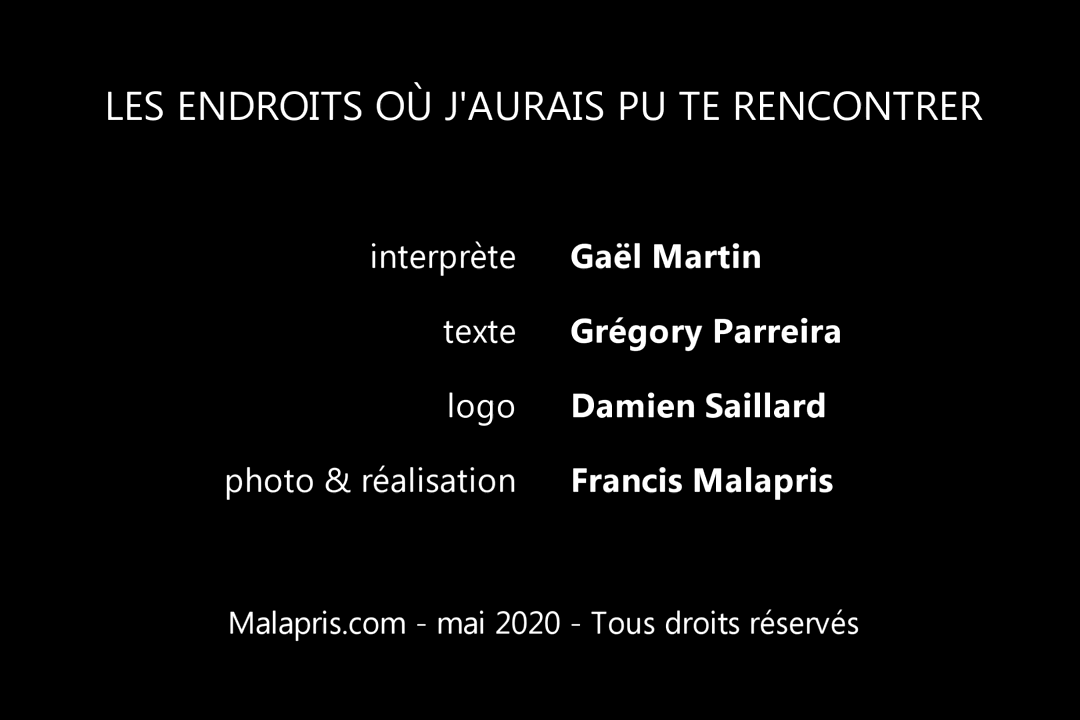 LES ENDROITS OÙ J'AURAIS PU TE RENCONTRER
interprète Gaël Martin
texte Grégory Parreira
logo Damien Saillard
photo & réalisation Francis Malapris
Malapris.com - mai 2020 - Tous droits réservés